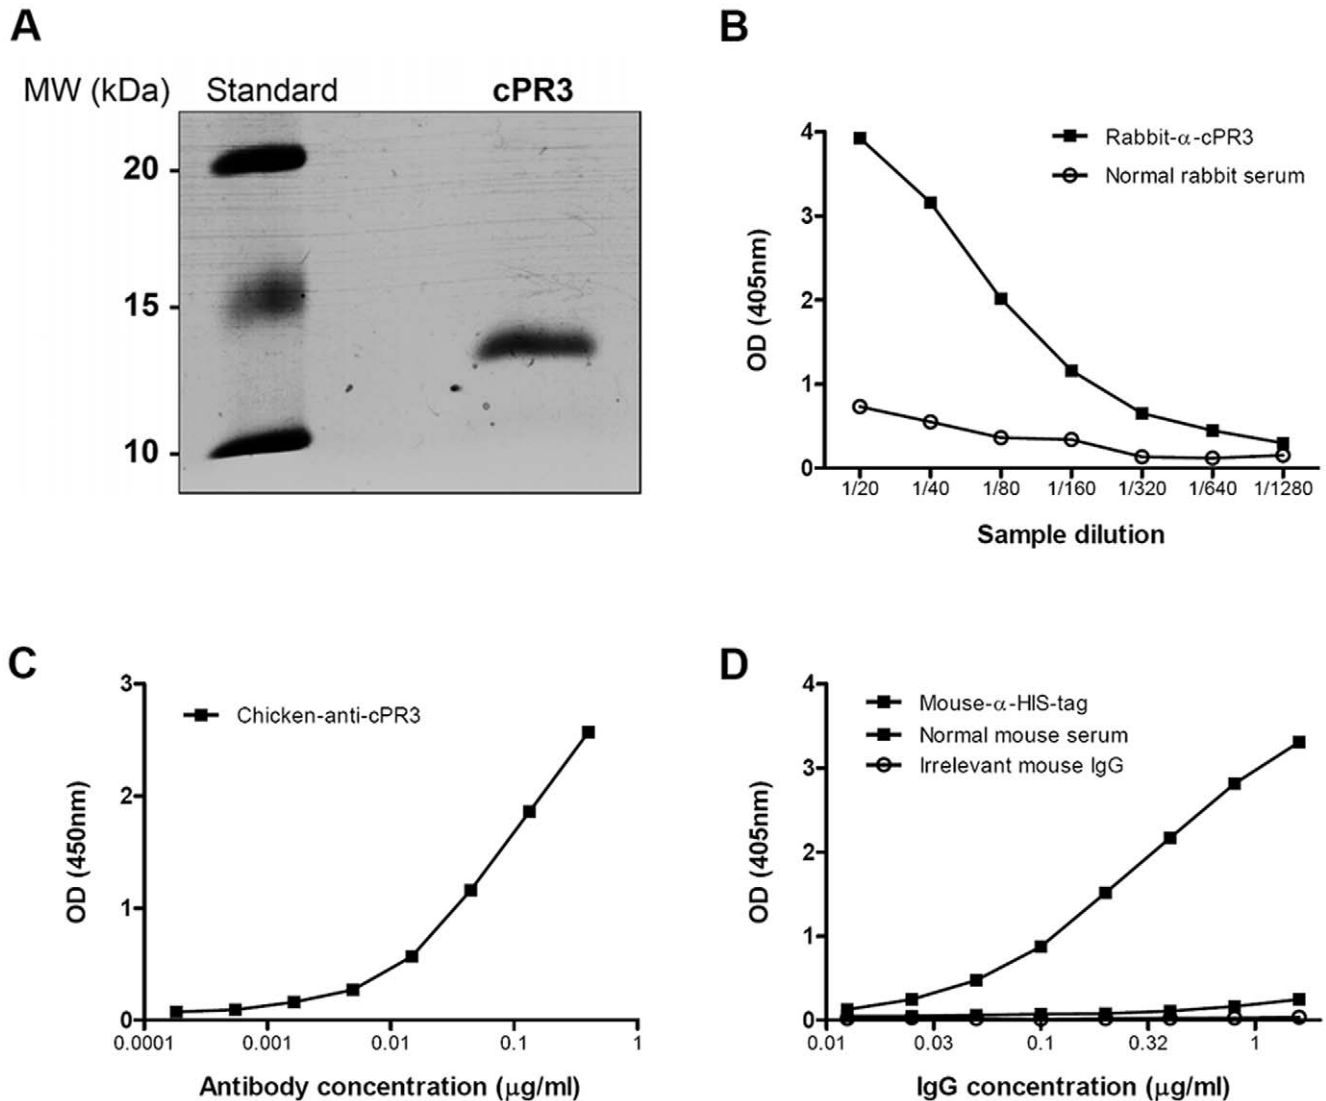 A
MW (kDa) Standard cPR3
20
15
10
B
Rabbit-α-cPR3
Normal rabbit serum
4
3
2
1
0
OD (405nm)
1/20 1/40 1/80 1/160 1/320 1/640 1/1280
Sample dilution
C
Chicken-anti-cPR3
3
2
1
0
OD (450nm)
0.0001 0.001 0.01 0.1 1
Antibody concentration (μg/ml)
D
Mouse-α-HIS-tag
Normal mouse serum
Irrelevant mouse IgG
4
3
2
1
0
OD (405nm)
0.01 0.03 0.1 0.32 1
IgG concentration (μg/ml)